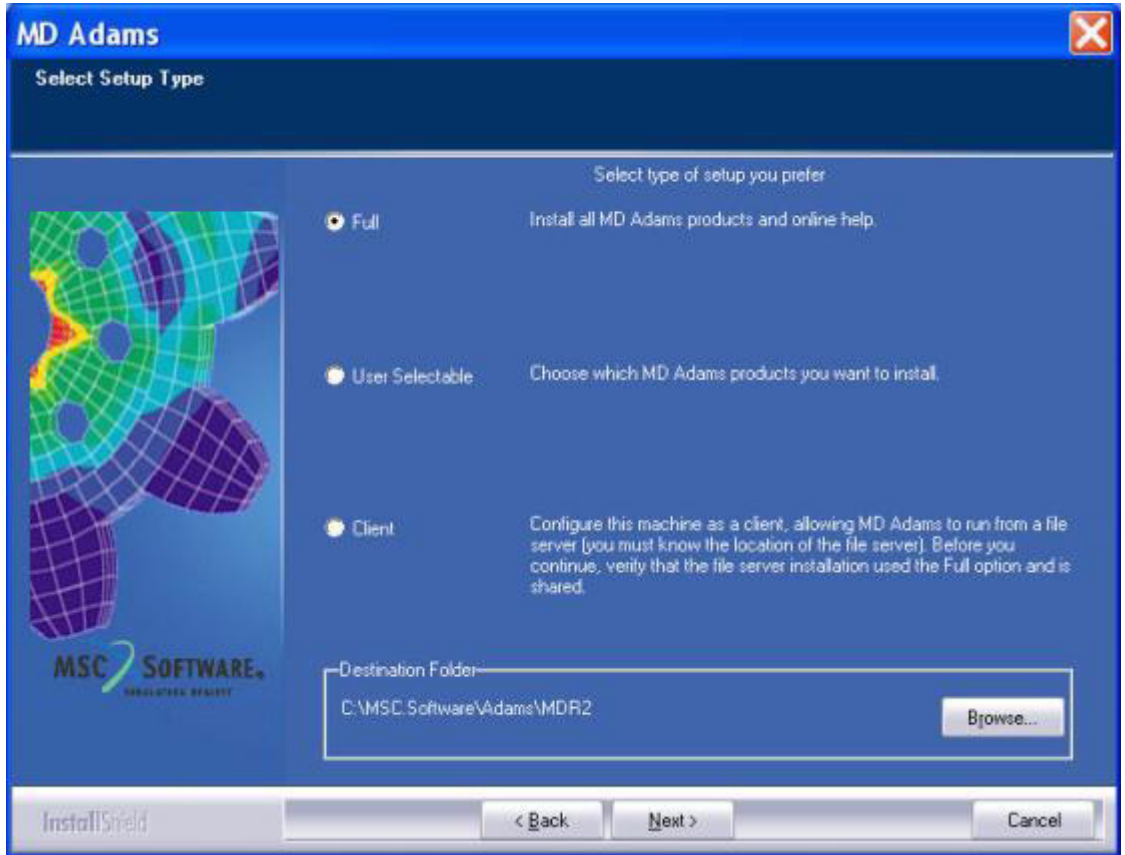 MD Adams
Select Setup Type
Select type of setup you prefer
Full
Install all MD Adams products and online help.
User Selectable
Choose which MD Adams products you want to install.
Client
Configure this machine as a client, allowing MD Adams to run from a file
server (you must know the location of the file server). Before you
continue, verify that the file server installation used the Full option and is
shared.
MSC SOFTWARE
SIMULATING REALITY
Destination Folder
C:\MSC.Software\Adams\MDR2
Browse...
InstallShield
< Back
Next >
Cancel